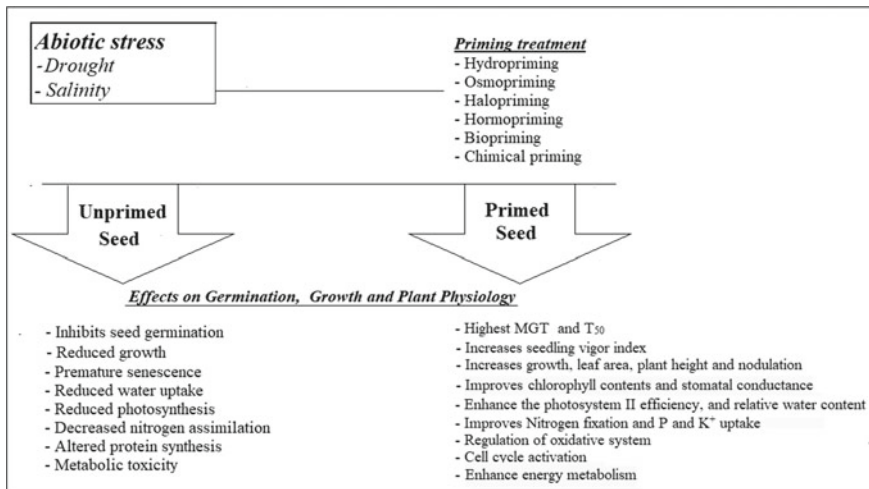 Abiotic stress
-Drought
- Salinity
Priming treatment
- Hydropriming
- Osmopriming
- Halopriming
- Hormopriming
- Biopriming
- Chimical priming
Unprimed
Seed
Primed
Seed
Effects on Germination, Growth and Plant Physiology
- Inhibits seed germination
- Reduced growth
- Premature senescence
- Reduced water uptake
- Reduced photosynthesis
- Decreased nitrogen assimilation
- Altered protein synthesis
- Metabolic toxicity
- Highest MGT and T50
- Increases seedling vigor index
- Increases growth, leaf area, plant height and nodulation
- Improves chlorophyll contents and stomatal conductance
- Enhance the photosystem II efficiency, and relative water content
- Improves Nitrogen fixation and P and K+ uptake
- Regulation of oxidative system
- Cell cycle activation
- Enhance energy metabolism